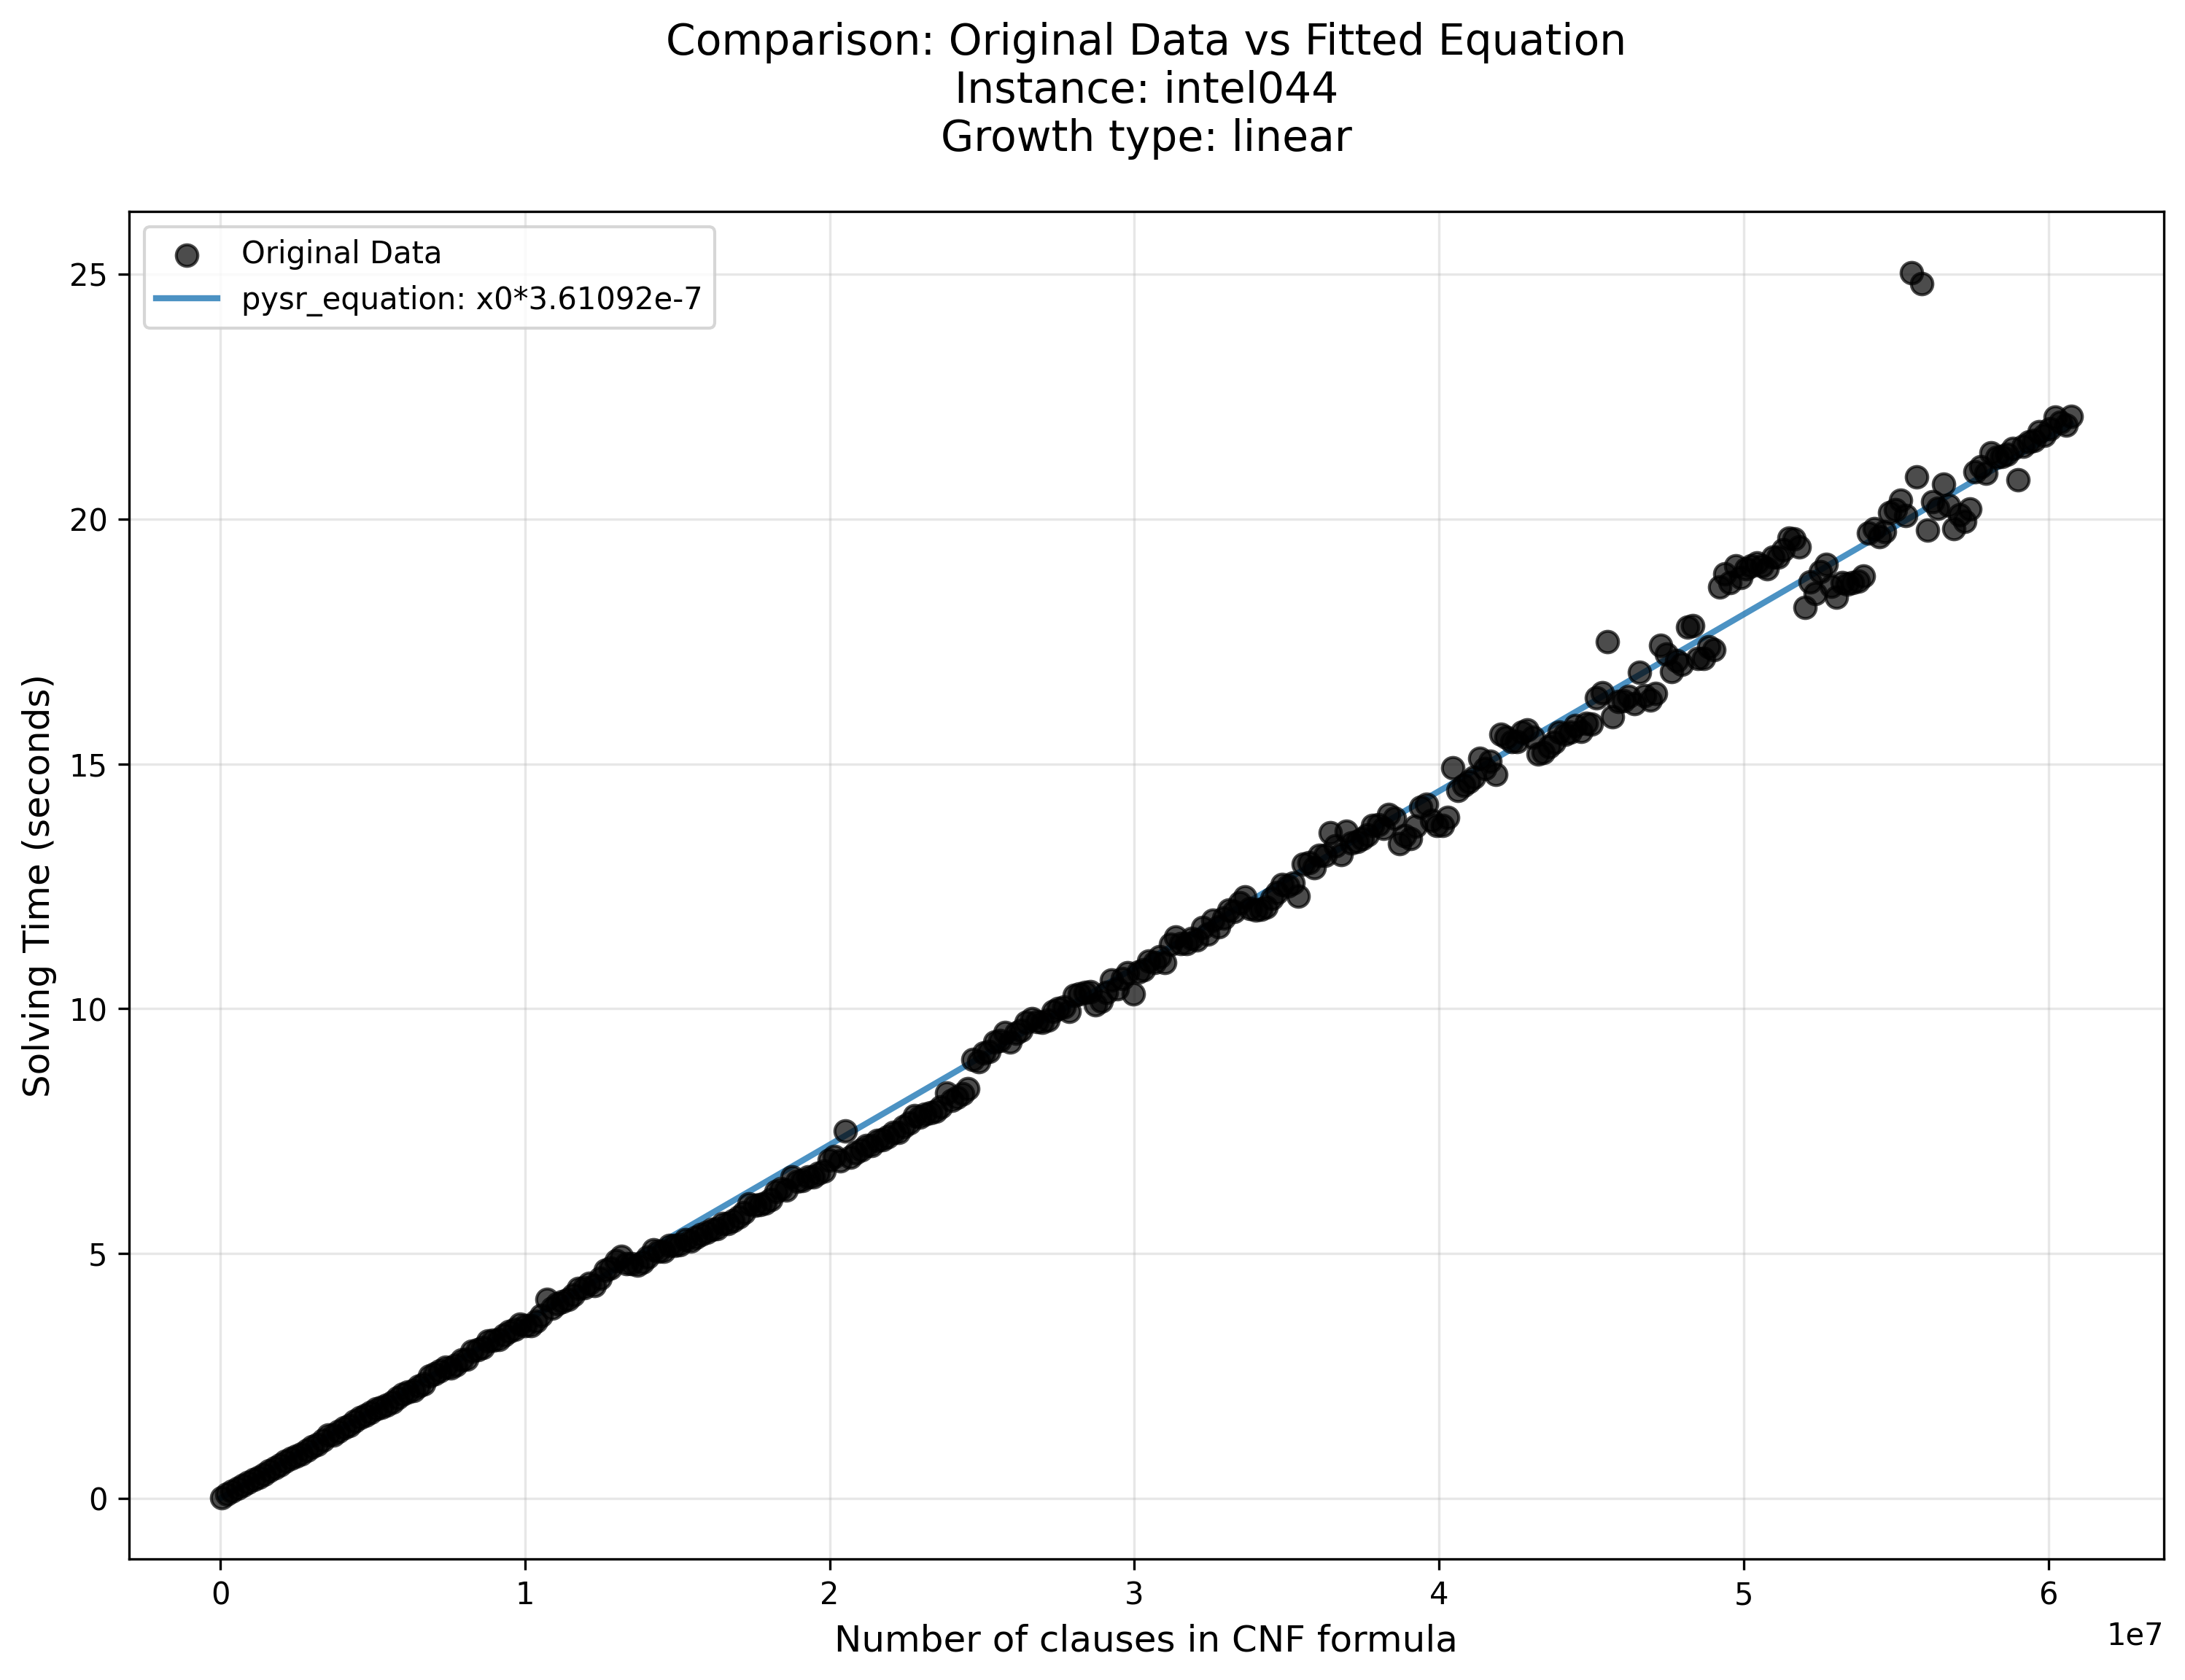 Comparison: Original Data vs Fitted Equation
Instance: intel044
Growth type: linear
Original Data
pysr_equation: x0*3.61092e-7
25
20
15
10
5
0
Solving Time (seconds)
0 1 2 3 4 5 6
1e7
Number of clauses in CNF formula